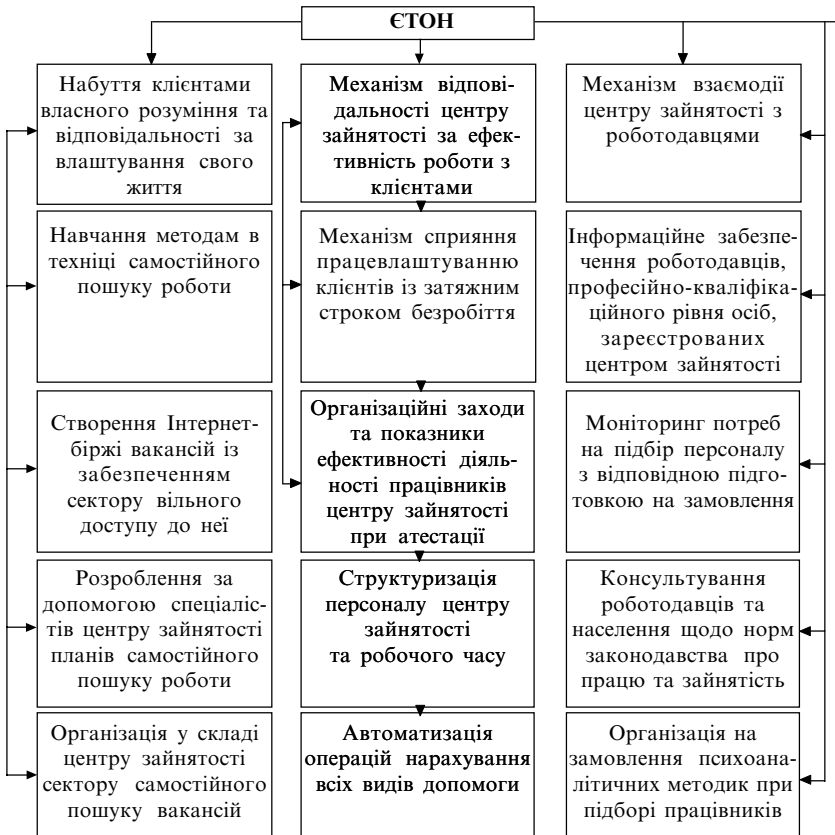 ЄТОН
Набуття клієнтами
власного розуміння та
відповідальності за
влаштування свого
життя
Навчання методам в
техніці самостійного
пошуку роботи
Створення Інтернет-
біржі вакансій із
забезпеченням
сектору вільного
доступу до неї
Розроблення за
допомогою спеціаліс-
тів центру зайнятості
планів самостійного
пошуку роботи
Організація у складі
центру зайнятості
сектору самостійного
пошуку вакансій
Механізм відпові-
дальності центру
зайнятості за ефек-
тивність роботи з
клієнтами
Механізм сприяння
працевлаштуванню
клієнтів із затяжним
строком безробіття
Організаційні заходи
та показники
ефективності діяль-
ності працівників
центру зайнятості
при атестації
Структуризація
персоналу центру
зайнятості
та робочого часу
Автоматизація
операцій нарахування
всіх видів допомоги
Механізм взаємодії
центру зайнятості з
роботодавцями
Інформаційне забезпе-
чення роботодавців,
професійно-кваліфіка-
ційного рівня осіб,
зареєстрованих
центром зайнятості
Моніторинг потреб
на підбір персоналу
з відповідною підго-
товкою на замовлення
Консультування
роботодавців та
населення щодо норм
законодавства про
працю та зайнятість
Організація на
замовлення психоана-
літичних методик при
підборі працівників